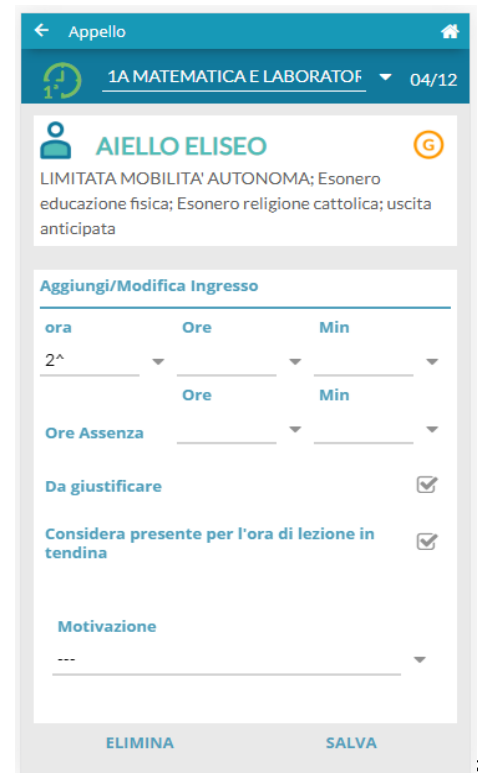 Appello
1^
1A MATEMATICA E LABORATOR
04/12
AIELLO ELISEO
G
LIMITATA MOBILITA' AUTONOMA; Esonero
educazione fisica; Esonero religione cattolica; uscita
anticipata
Aggiungi/Modifica Ingresso
ora Ore Min
2^
Ore Min
Ore Assenza
Da giustificare
Considera presente per l'ora di lezione in
tendina
Motivazione
---
ELIMINA SALVA